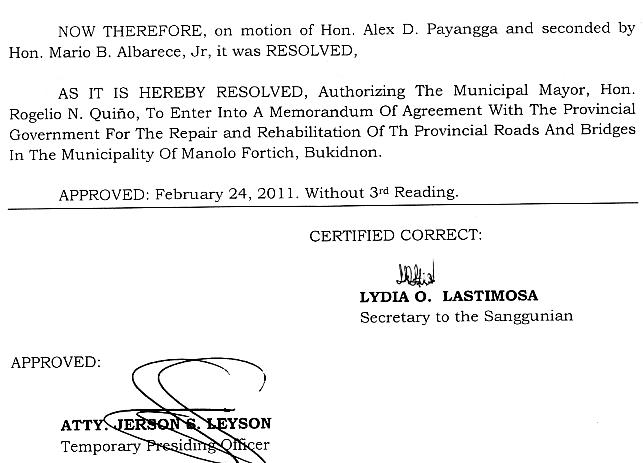 NOW THEREFORE, on motion of Hon. Alex D. Payangga and seconded by
Hon. Mario B. Albarece, Jr, it was RESOLVED,
AS IT IS HEREBY RESOLVED, Authorizing The Municipal Mayor, Hon.
Rogelio N. Quiño, To Enter Into A Memorandum Of Agreement With The Provincial
Government For The Repair and Rehabilitation Of Th Provincial Roads And Bridges
In The Municipality Of Manolo Fortich, Bukidnon.
APPROVED: February 24, 2011. Without 3rd Reading.
CERTIFIED CORRECT:
LYDIA O. LASTIMOSA
Secretary to the Sanggunian
APPROVED:
ATTY. JERSON S. LEYSON
Temporary Presiding Officer